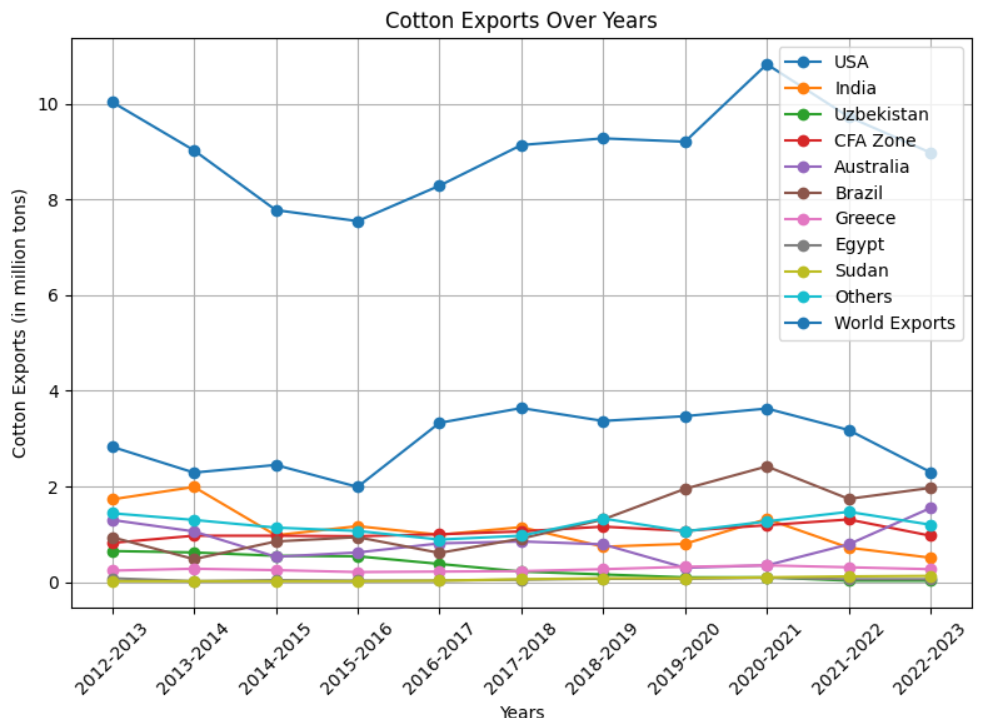 Cotton Exports Over Years
Cotton Exports (in million tons)
10
8
6
4
2
0
USA
India
Uzbekistan
CFA Zone
Australia
Brazil
Greece
Egypt
Sudan
Others
World Exports
2012-2013
2013-2014
2014-2015
2015-2016
2016-2017
2017-2018
2018-2019
2019-2020
2020-2021
2021-2022
2022-2023
Years